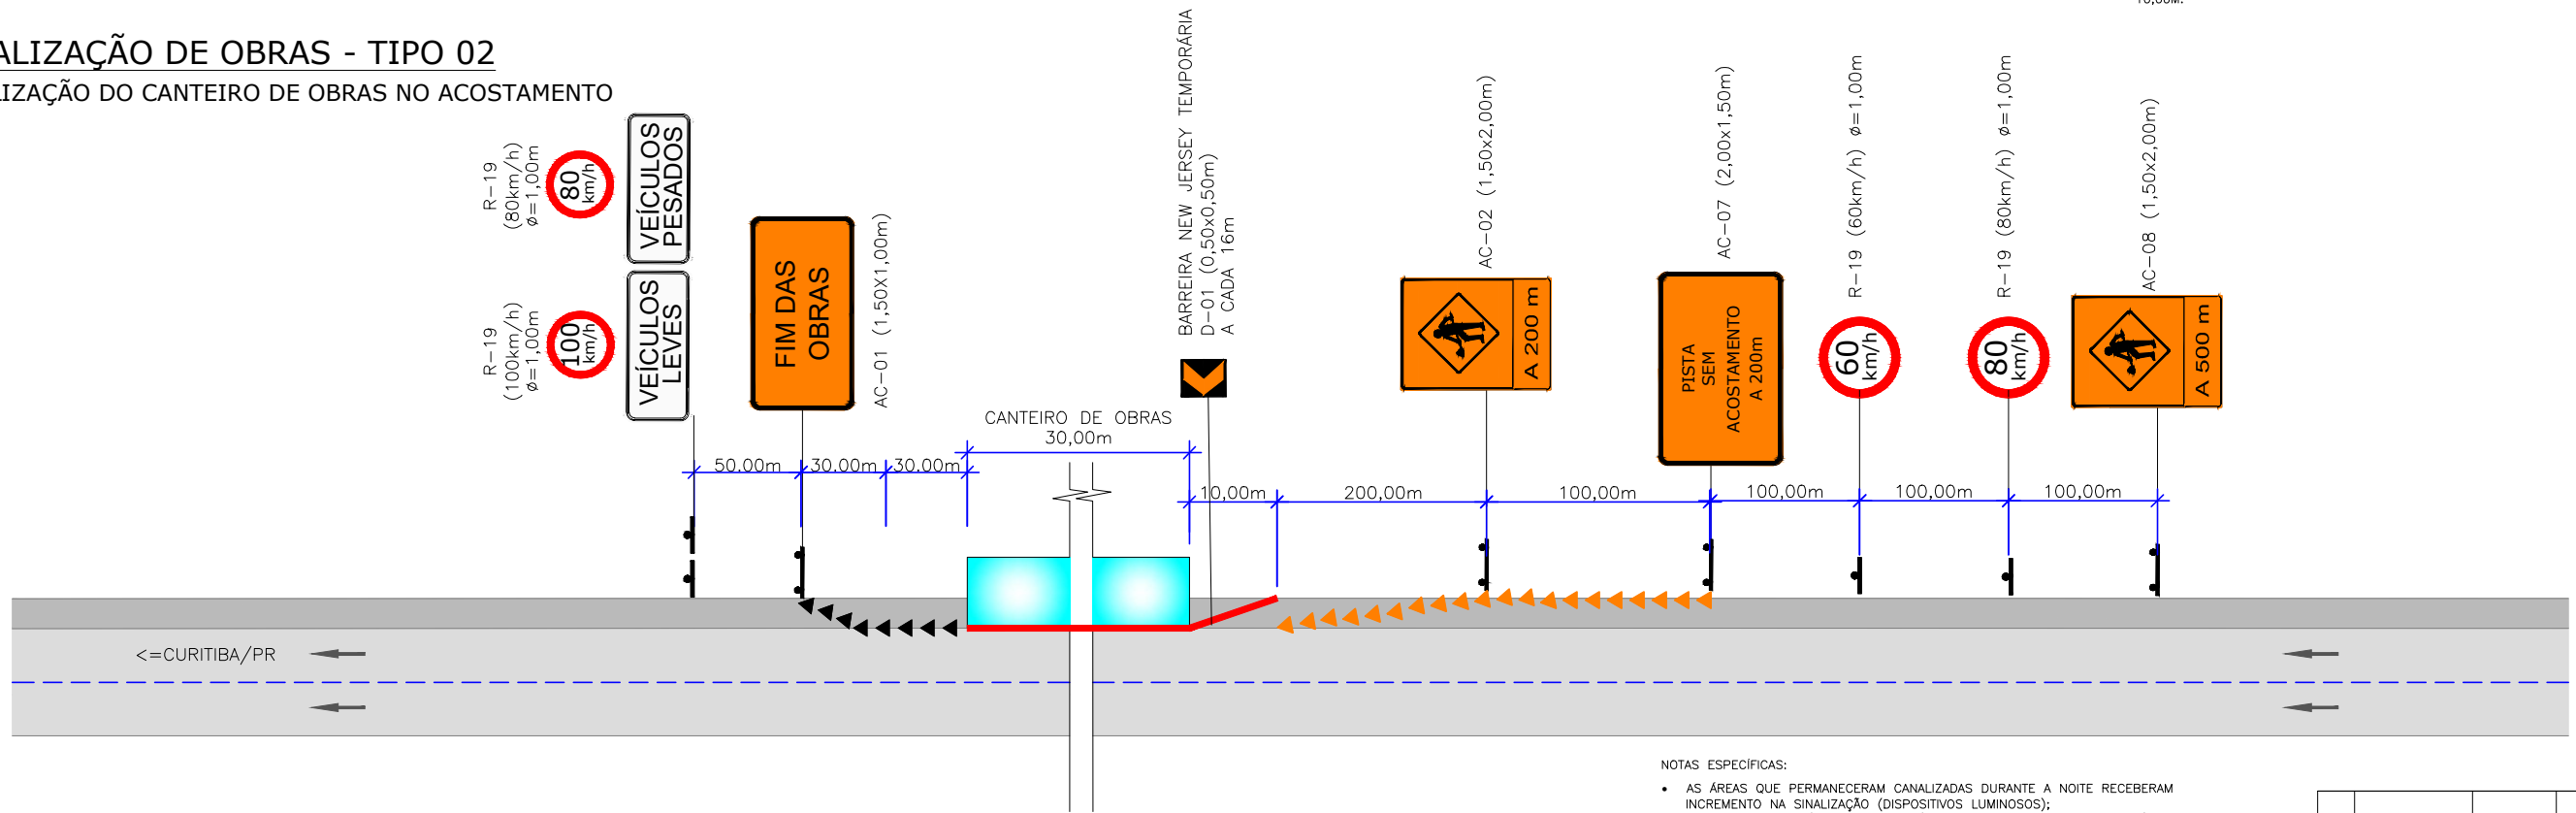 10,00M.
ALIZAÇÃO DE OBRAS - TIPO 02
LIZAÇÃO DO CANTEIRO DE OBRAS NO ACOSTAMENTO
R-19
(80km/h)
ø=1,00m
80
km/h
VEÍCULOS
PESADOS
R-19
(100km/h)
ø=1,00m
100
km/h
VEÍCULOS
LEVES
FIM DAS
OBRAS
AC-01 (1,50X1,00m)
BARREIRA NEW JERSEY TEMPORÁRIA
D-01 (0,50x0,50m)
A CADA 16m
AC-02 (1,50x2,00m)
A 200 m
AC-07 (2,00x1,50m)
PISTA
SEM
ACOSTAMENTO
A 200m
R-19 (60km/h) ø=1,00m
60
km/h
R-19 (80km/h) ø=1,00m
80
km/h
AC-08 (1,50x2,00m)
A 500 m
CANTEIRO DE OBRAS
30,00m
50,00m
30,00m
30,00m
10,00m
200,00m
100,00m
100,00m
100,00m
100,00m
<=CURITIBA/PR
NOTAS ESPECÍFICAS:
• AS ÁREAS QUE PERMANECERAM CANALIZADAS DURANTE A NOITE RECEBERAM
INCREMENTO NA SINALIZAÇÃO (DISPOSITIVOS LUMINOSOS);